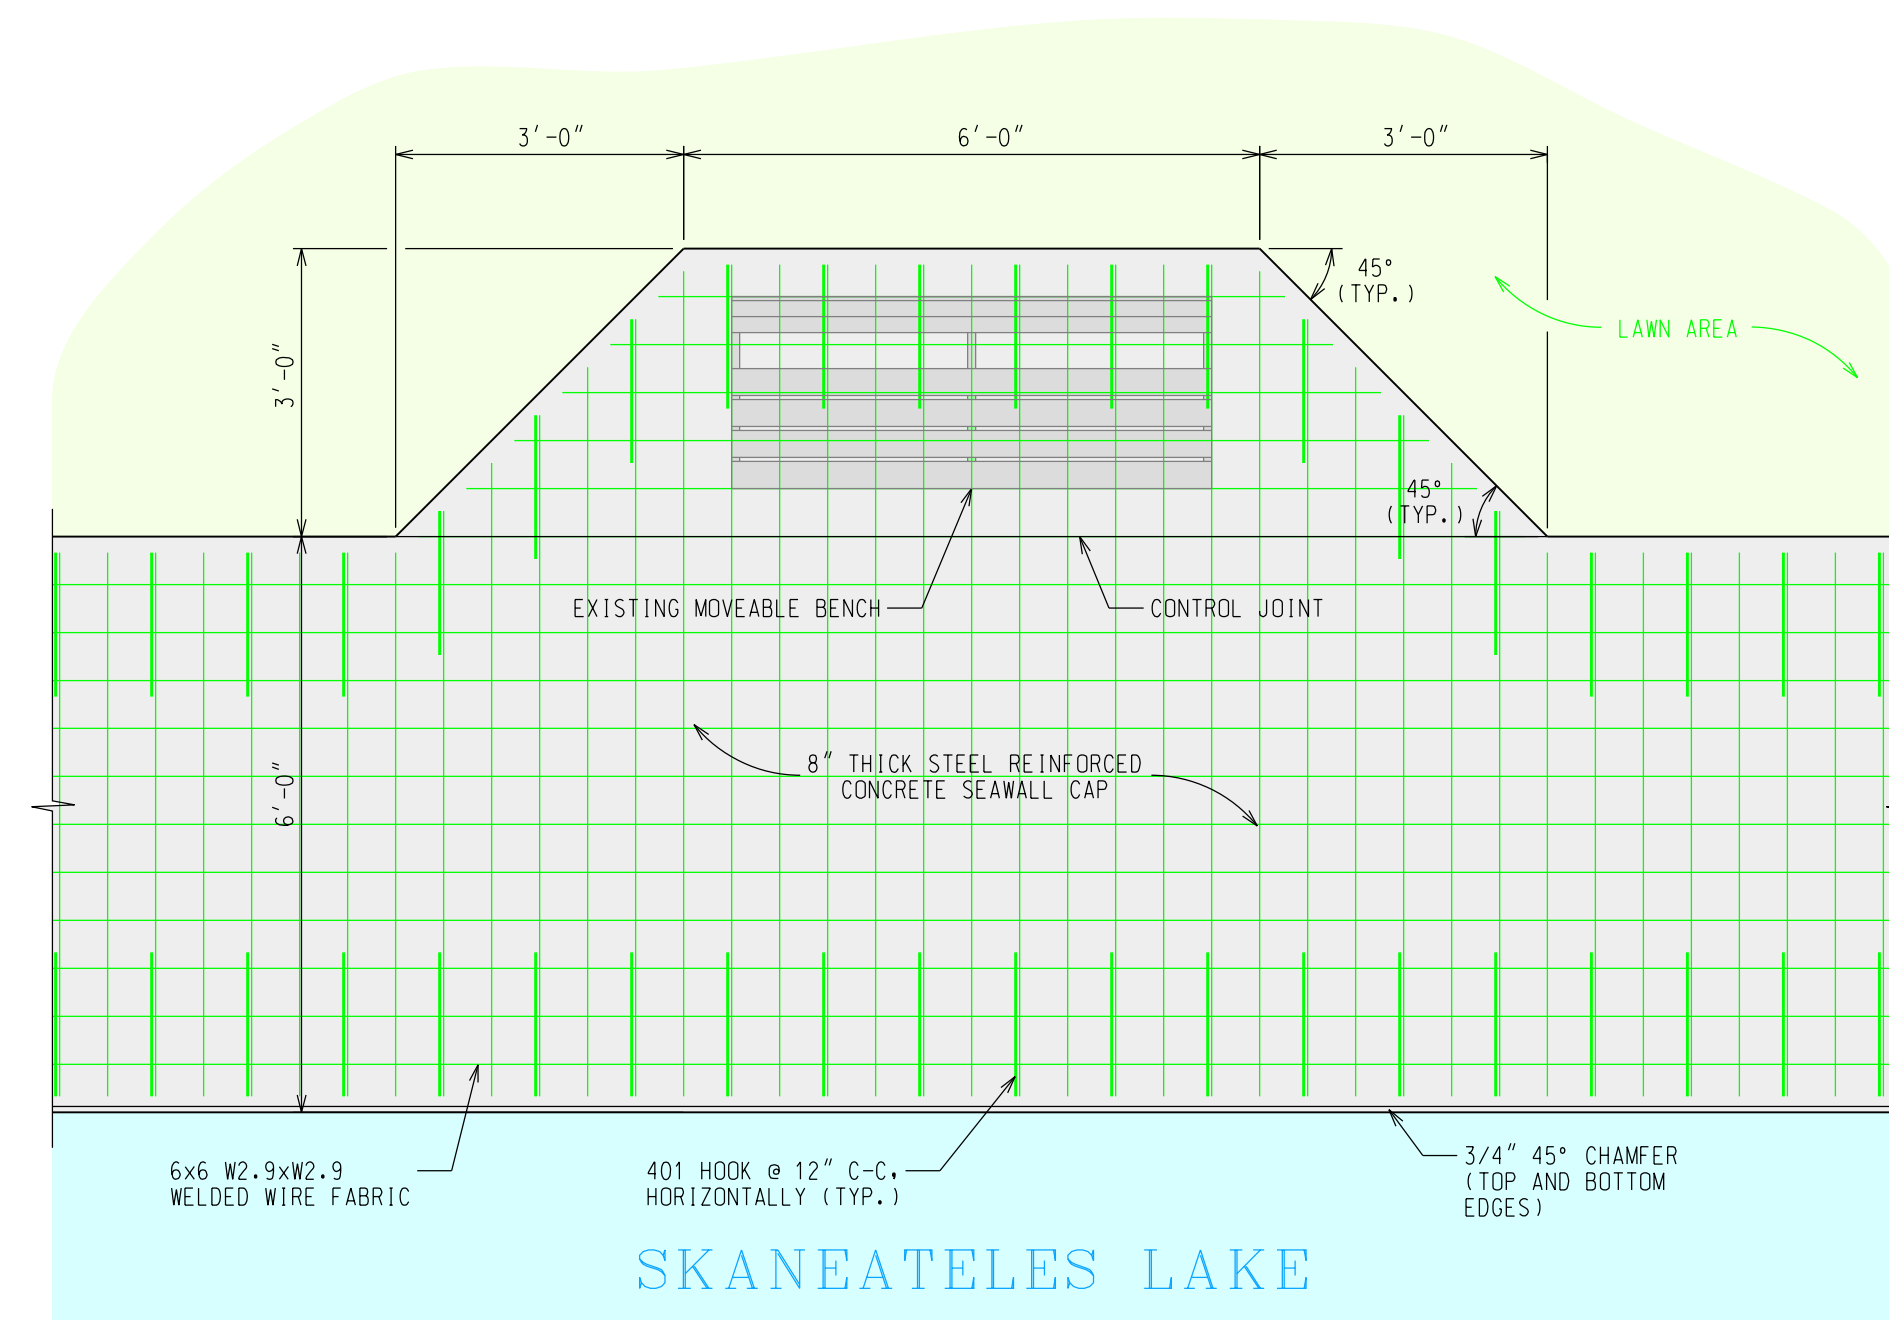 3'-0"
6'-0"
3'-0"
45°
(TYP.)
LAWN AREA
3'-0"
45°
(TYP.)
EXISTING MOVEABLE BENCH
CONTROL JOINT
8" THICK STEEL REINFORCED
CONCRETE SEAWALL CAP
6'-0"
6x6 W2.9xW2.9
WELDED WIRE FABRIC
401 HOOK @ 12" C-C,
HORIZONTALLY (TYP.)
3/4" 45° CHAMFER
(TOP AND BOTTOM
EDGES)
SKANEATELES LAKE